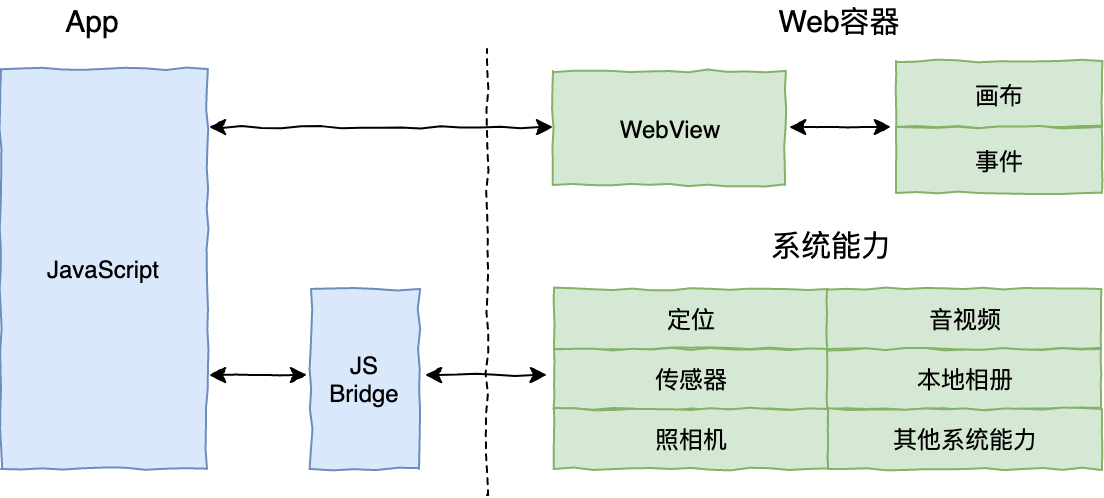 App
Web容器
JavaScript
WebView
画布
事件
系统能力
JS
Bridge
定位
音视频
传感器
本地相册
照相机
其他系统能力